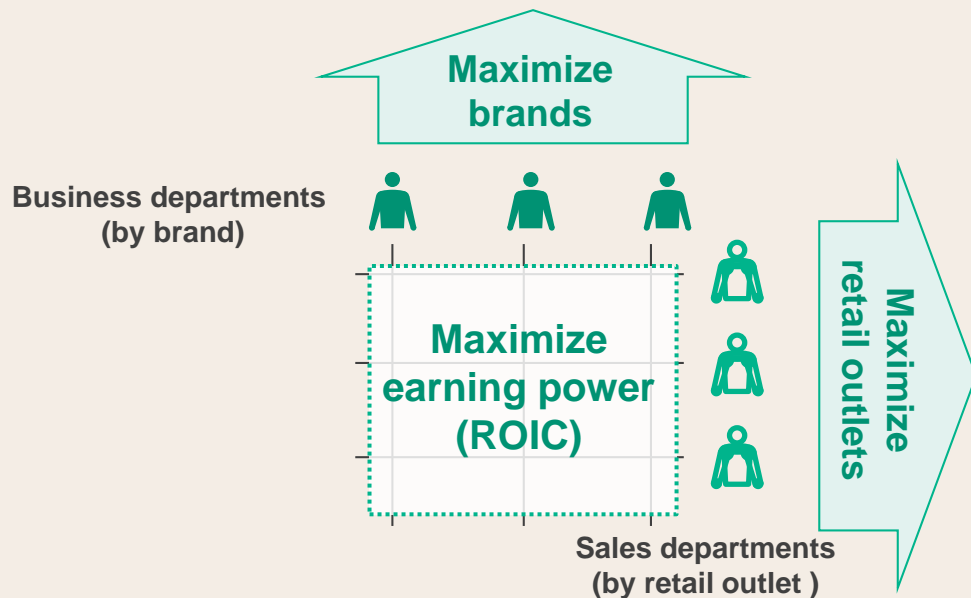 Maximize
brands
Business departments
(by brand)
Maximize
retail outlets
Maximize
earning power
(ROIC)
Sales departments
(by retail outlet )